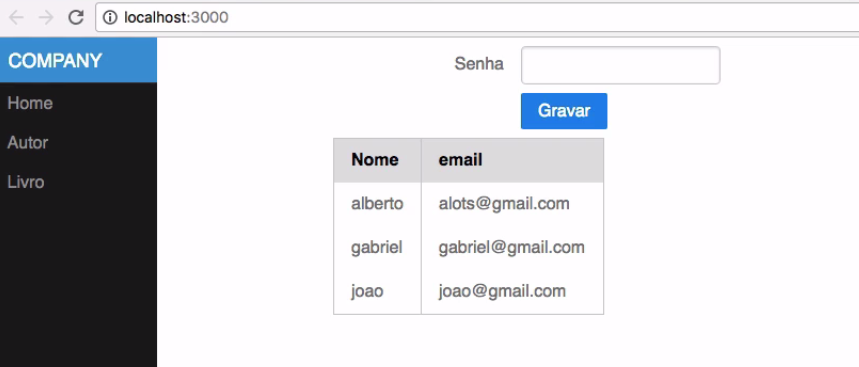 localhost:3000
COMPANY
Home
Autor
Livro
Senha
Gravar
Nome email
alberto alots@gmail.com
gabriel gabriel@gmail.com
joao joao@gmail.com